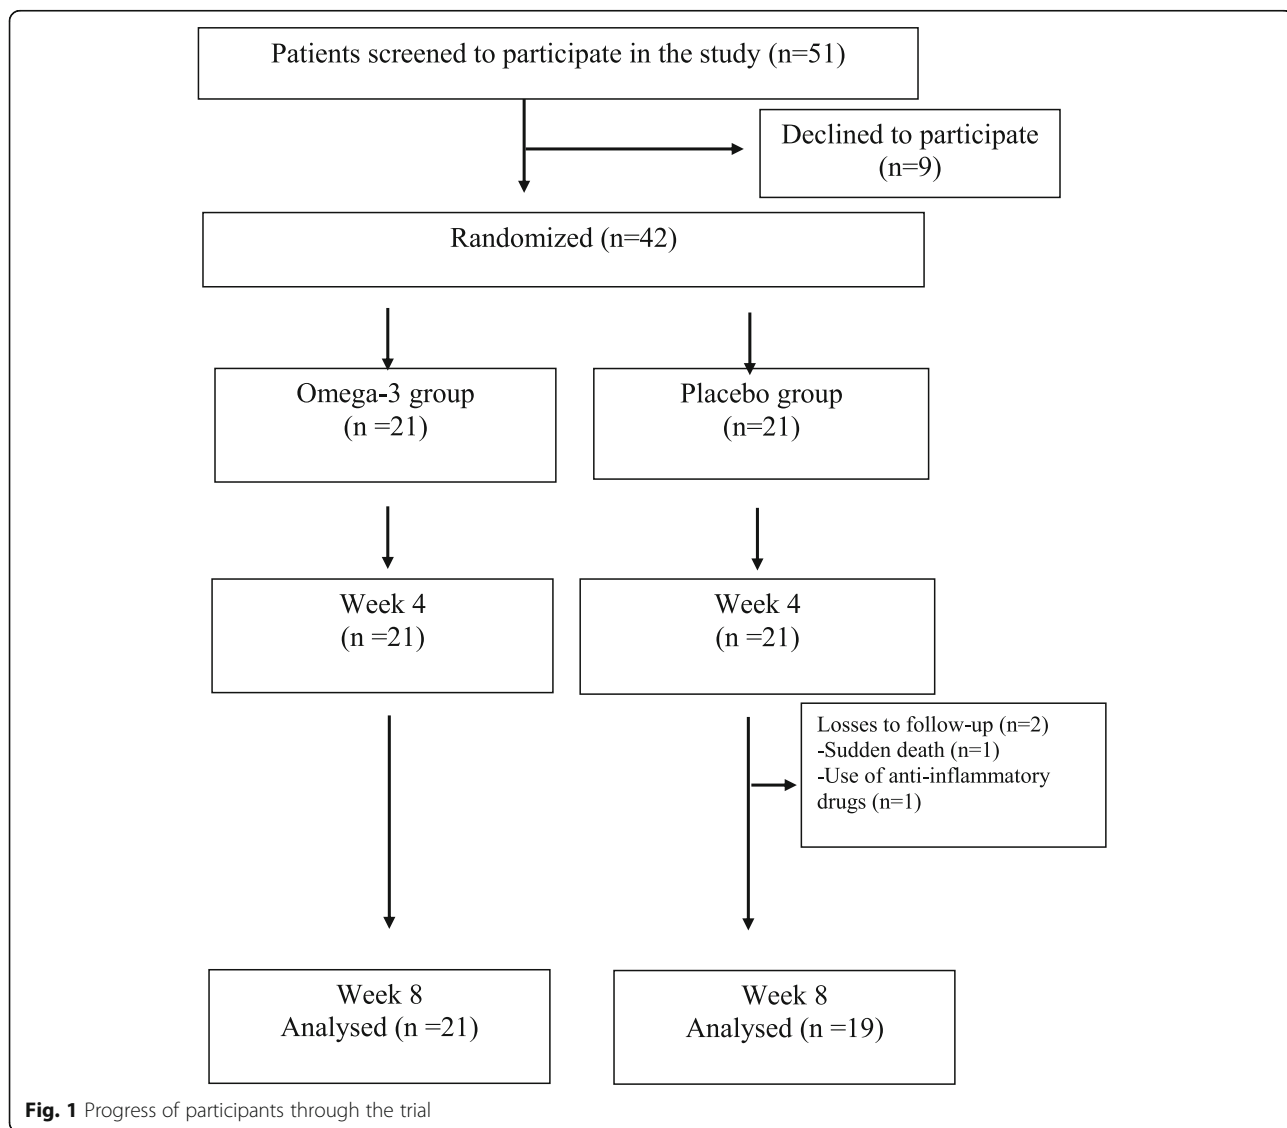 Patients screened to participate in the study (n=51)
Declined to participate
(n=9)
Randomized (n=42)
Omega-3 group
(n =21)
Placebo group
(n=21)
Week 4
(n =21)
Week 4
(n =21)
Losses to follow-up (n=2)
-Sudden death (n=1)
-Use of anti-inflammatory
drugs (n=1)
Week 8
Analysed (n =21)
Week 8
Analysed (n =19)
Fig. 1 Progress of participants through the trial